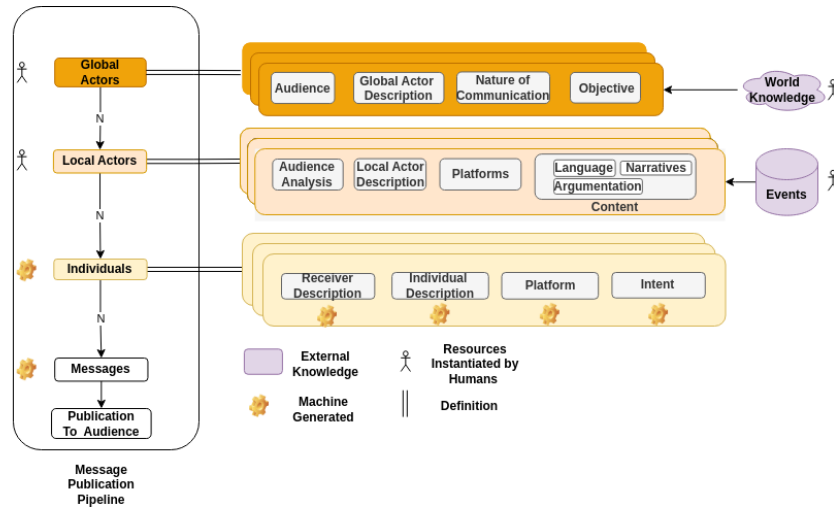 Global
Actors
N
Local Actors
N
Individuals
N
Messages
Publication
To Audience
Message
Publication
Pipeline
Audience
Global Actor
Description
Nature of
Communication
Objective
World
Knowledge
Audience
Analysis
Local Actor
Description
Platforms
Language
Narratives
Argumentation
Content
Events
Receiver
Description
Individual
Description
Platform
Intent
External
Knowledge
Resources
Instantiated by
Humans
Machine
Generated
Definition